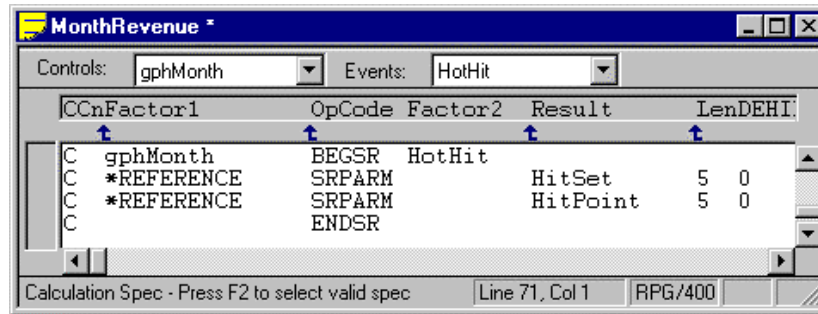 MonthRevenue *
Controls: gphMonth Events: HotHit
CCnFactor1 OpCode Factor2 Result LenDEHI
C gphMonth BEGSR HotHit
C *REFERENCE SRPARM HitSet 5 0
C *REFERENCE SRPARM HitPoint 5 0
C ENDSR
Calculation Spec - Press F2 to select valid spec Line 71, Col 1 RPG/400